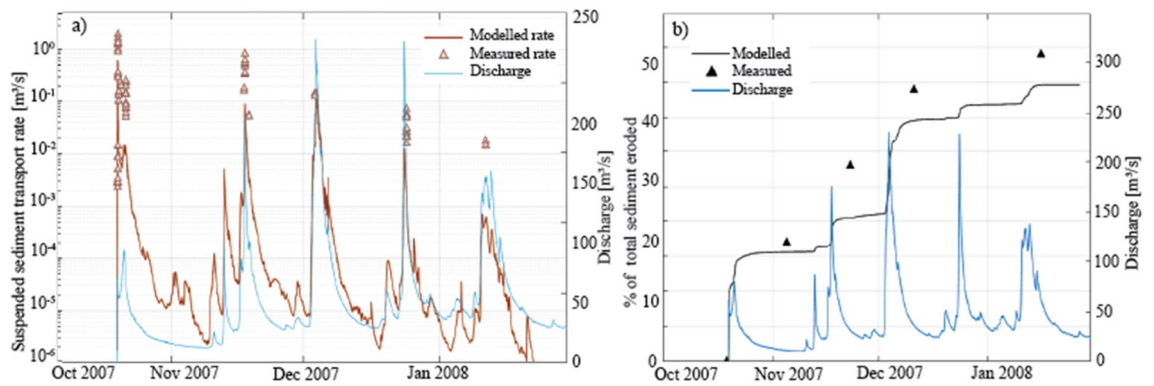 a)
Modelled rate
Measured rate
Discharge
Suspended sediment transport rate [m³/s]
10⁰
10⁻¹
10⁻²
10⁻³
10⁻⁴
10⁻⁵
10⁻⁶
250
200
150
100
50
0
Discharge [m³/s]
Oct 2007 Nov 2007 Dec 2007 Jan 2008
b)
Modelled
Measured
Discharge
% of total sediment eroded
50
40
30
20
10
0
300
250
200
150
100
50
0
Discharge [m³/s]
Oct 2007 Nov 2007 Dec 2007 Jan 2008